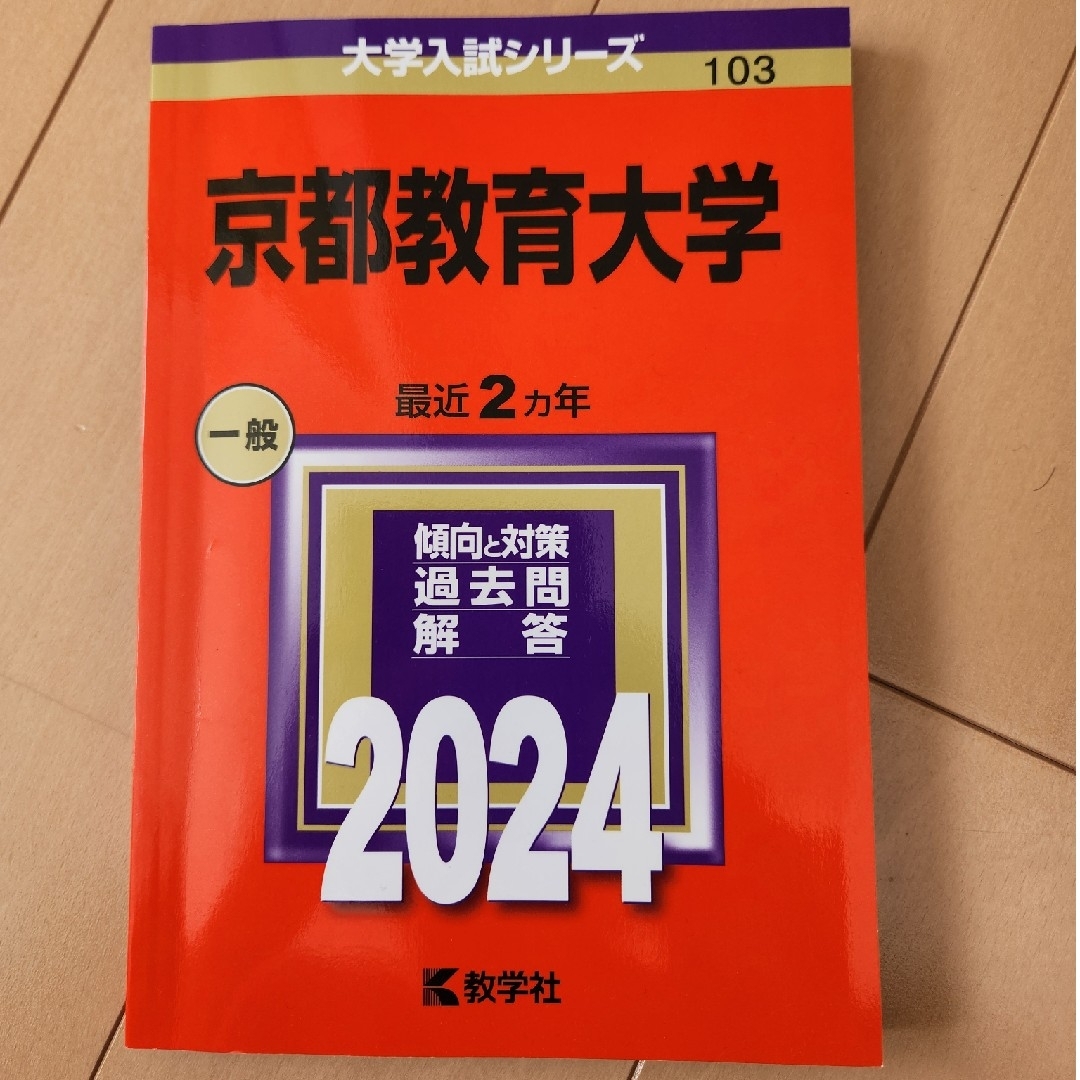 大学入試シリーズ
103
京都教育大学
最近2ヵ年
一般
傾向と対策
過去問
解答
2024
教学社